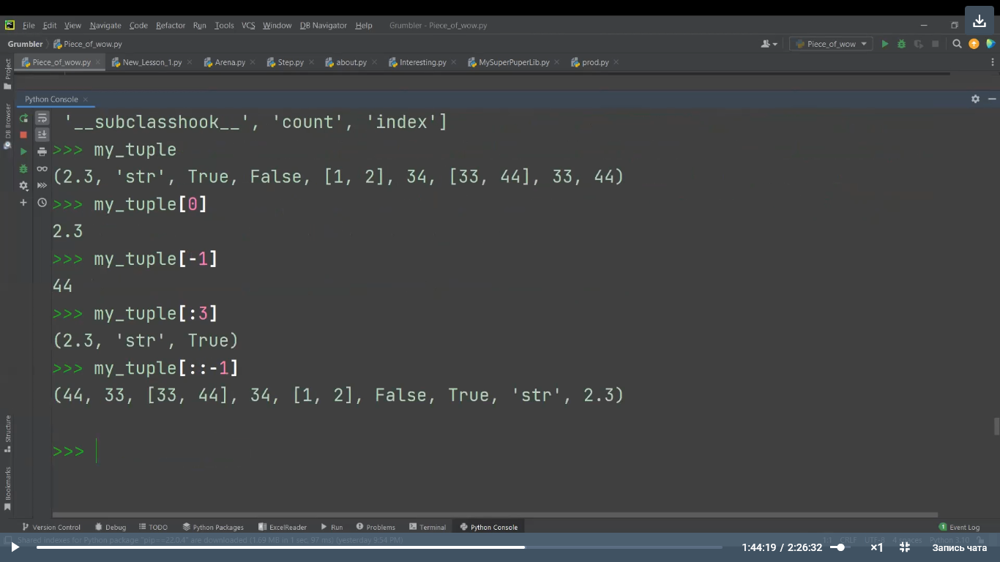 File Edit View Navigate Code Refactor Run Tools VCS Window DB Navigator Help Grumbler - Piece_of_wow.py
Grumbler Piece_of_wow.py Piece_of_wow
Piece_of_wow.py New_Lesson_1.py Arena.py Step.py about.py Interesting.py MySuperPuperLib.py prod.py
Project
DB Browser
Python Console
'__subclasshook__', 'count', 'index']
>>> my_tuple
(2.3, 'str', True, False, [1, 2], 34, [33, 44], 33, 44)
>>> my_tuple[0]
2.3
>>> my_tuple[-1]
44
>>> my_tuple[:3]
(2.3, 'str', True)
>>> my_tuple[::-1]
(44, 33, [33, 44], 34, [1, 2], False, True, 'str', 2.3)
>>>
Structure
Bookmarks
Version Control Debug TODO Python Packages ExcelReader Run Problems Terminal Python Console 1 Event Log
Shared indexes for Python package "pip==22.0.4" are downloaded (1.69 MB in 1 sec, 97 ms) (yesterday 9:54 PM) 1:1 CRLF UTF-8 4 spaces Python 3.10
1:44:19 / 2:26:32 ×1 Запись чата